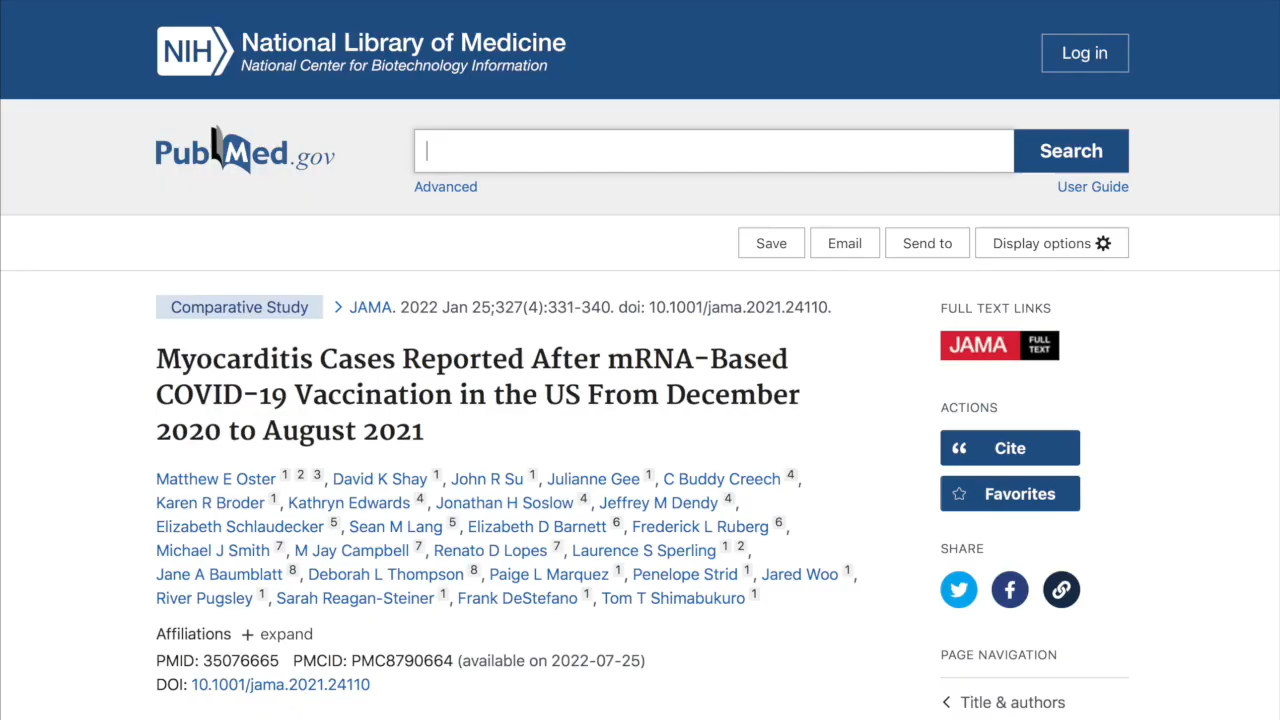 NIH National Library of Medicine
National Center for Biotechnology Information
Log in
PubMed.gov
Search
Advanced
User Guide
Save
Email
Send to
Display options
Comparative Study
JAMA. 2022 Jan 25;327(4):331-340. doi: 10.1001/jama.2021.24110.
Myocarditis Cases Reported After mRNA-Based
COVID-19 Vaccination in the US From December
2020 to August 2021
Matthew E Oster 1 2 3, David K Shay 1, John R Su 1, Julianne Gee 1, C Buddy Creech 4,
Karen R Broder 1, Kathryn Edwards 4, Jonathan H Soslow 4, Jeffrey M Dendy 4,
Elizabeth Schlaudecker 5, Sean M Lang 5, Elizabeth D Barnett 6, Frederick L Ruberg 6,
Michael J Smith 7, M Jay Campbell 7, Renato D Lopes 7, Laurence S Sperling 1 2,
Jane A Baumblatt 8, Deborah L Thompson 8, Paige L Marquez 1, Penelope Strid 1, Jared Woo 1,
River Pugsley 1, Sarah Reagan-Steiner 1, Frank DeStefano 1, Tom T Shimabukuro 1
Affiliations + expand
PMID: 35076665 PMCID: PMC8790664 (available on 2022-07-25)
DOI: 10.1001/jama.2021.24110
FULL TEXT LINKS
JAMA FULL TEXT
ACTIONS
Cite
Favorites
SHARE
PAGE NAVIGATION
Title & authors